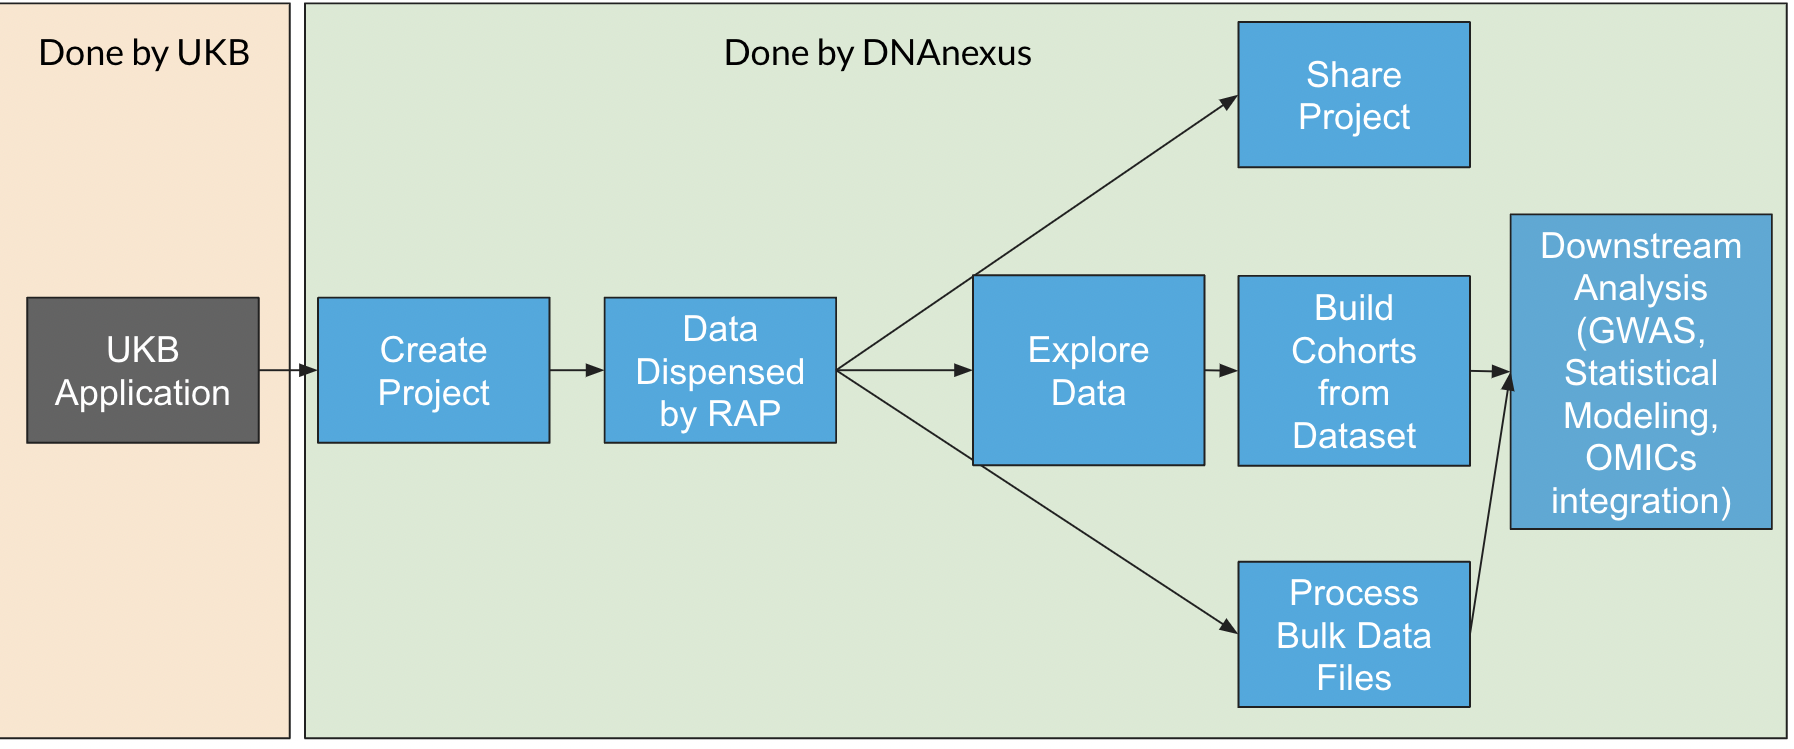 Done by UKB
Done by DNAnexus
UKB
Application
Create
Project
Data
Dispensed
by RAP
Share
Project
Explore
Data
Build
Cohorts
from
Dataset
Process
Bulk Data
Files
Downstream
Analysis
(GWAS,
Statistical
Modeling,
OMICs
integration)